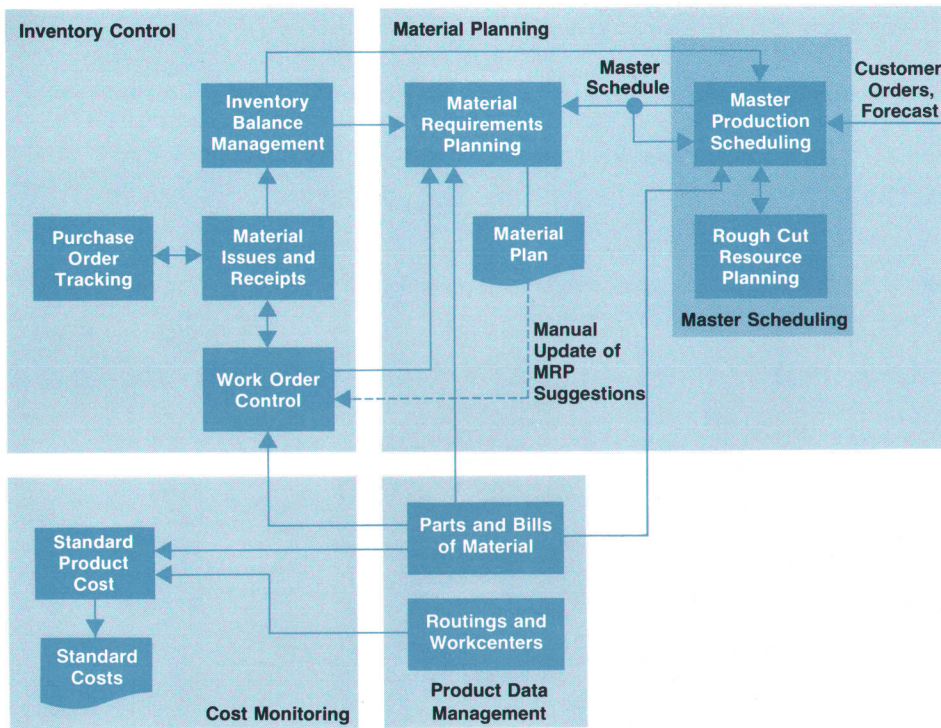 Inventory Control
Inventory
Balance
Management
Purchase
Order
Tracking
Material
Issues and
Receipts
Work Order
Control
Material Planning
Material
Requirements
Planning
Master
Schedule
Master
Production
Scheduling
Customer
Orders,
Forecast
Material
Plan
Rough Cut
Resource
Planning
Master Scheduling
Manual
Update of
MRP
Suggestions
Standard
Product
Cost
Standard
Costs
Cost Monitoring
Parts and Bills
of Material
Routings and
Workcenters
Product Data
Management